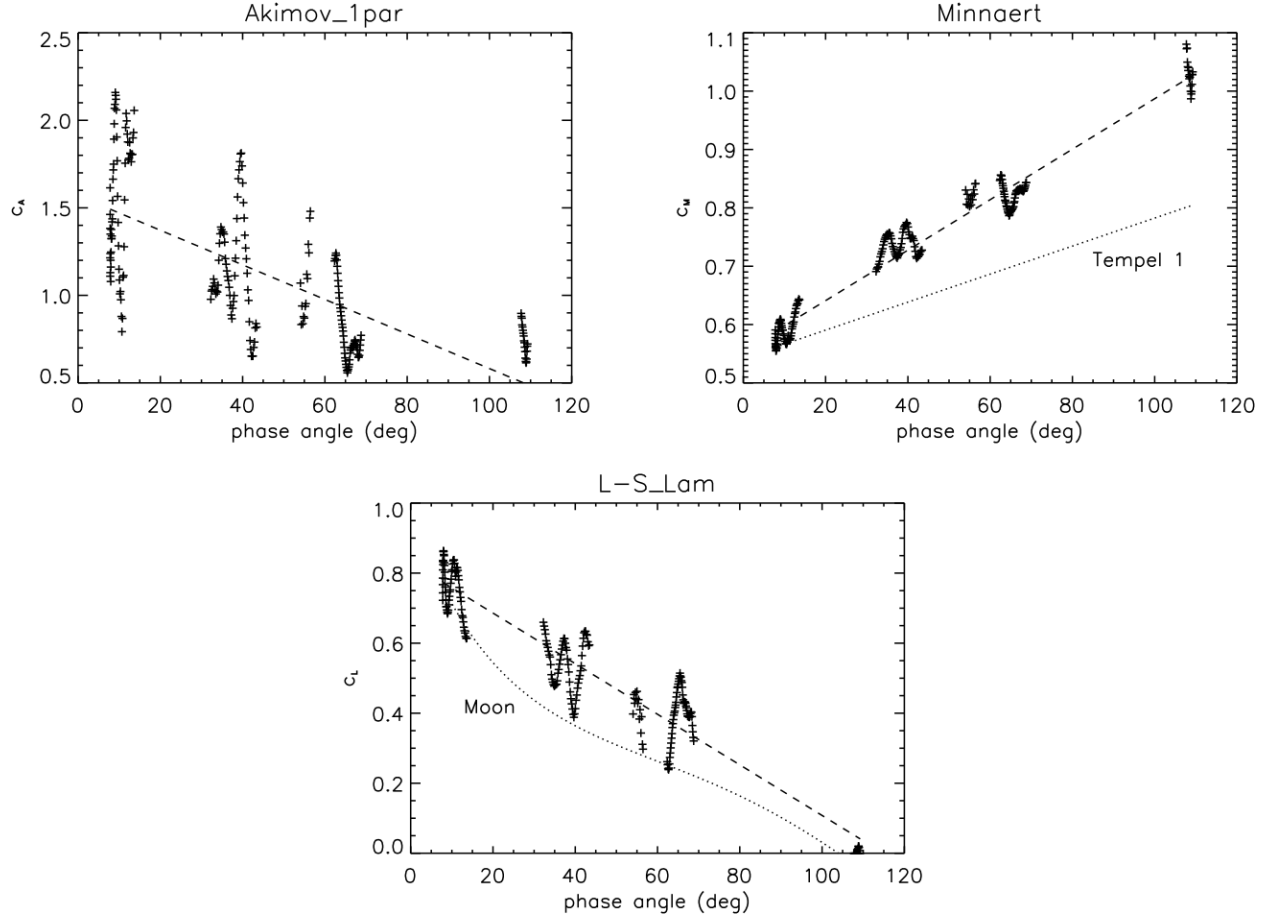 Akimov_1par
2.5
2.0
1.5
1.0
0.5
C_A
0 20 40 60 80 100 120
phase angle (deg)
Minnaert
1.1
1.0
0.9
0.8
0.7
0.6
0.5
C_M
Tempel 1
0 20 40 60 80 100 120
phase angle (deg)
L-S_Lam
1.0
0.8
0.6
0.4
0.2
0.0
C_L
Moon
0 20 40 60 80 100 120
phase angle (deg)